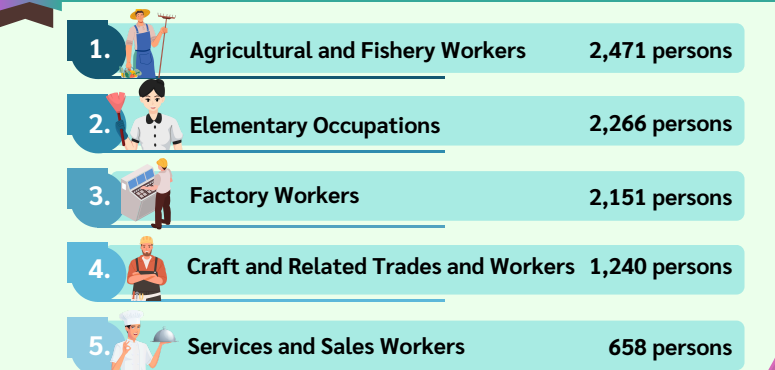 1. Agricultural and Fishery Workers 2,471 persons
2. Elementary Occupations 2,266 persons
3. Factory Workers 2,151 persons
4. Craft and Related Trades and Workers 1,240 persons
5. Services and Sales Workers 658 persons